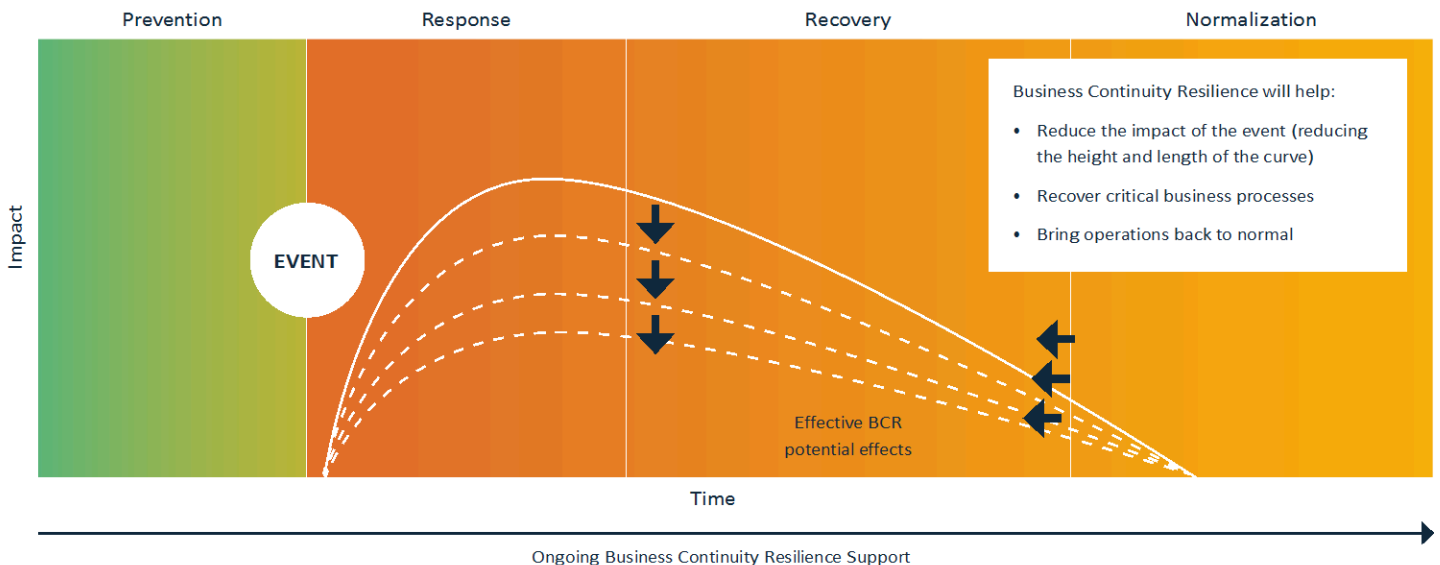 Prevention
Response
Recovery
Normalization
Impact
EVENT
Business Continuity Resilience will help:
• Reduce the impact of the event (reducing
the height and length of the curve)
• Recover critical business processes
• Bring operations back to normal
Effective BCR
potential effects
Time
Ongoing Business Continuity Resilience Support